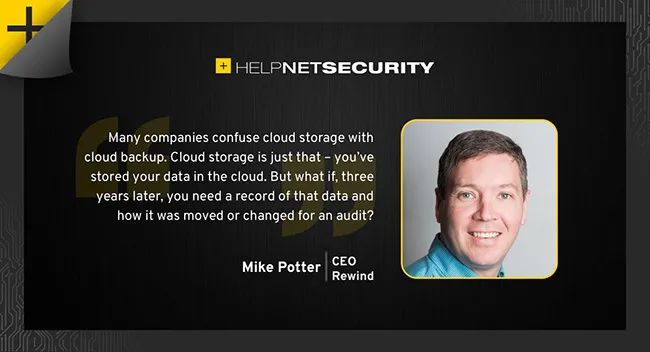 HELPNETSECURITY
Many companies confuse cloud storage with
cloud backup. Cloud storage is just that – you've
stored your data in the cloud. But what if, three
years later, you need a record of that data and
how it was moved or changed for an audit?
Mike Potter
CEO
Rewind